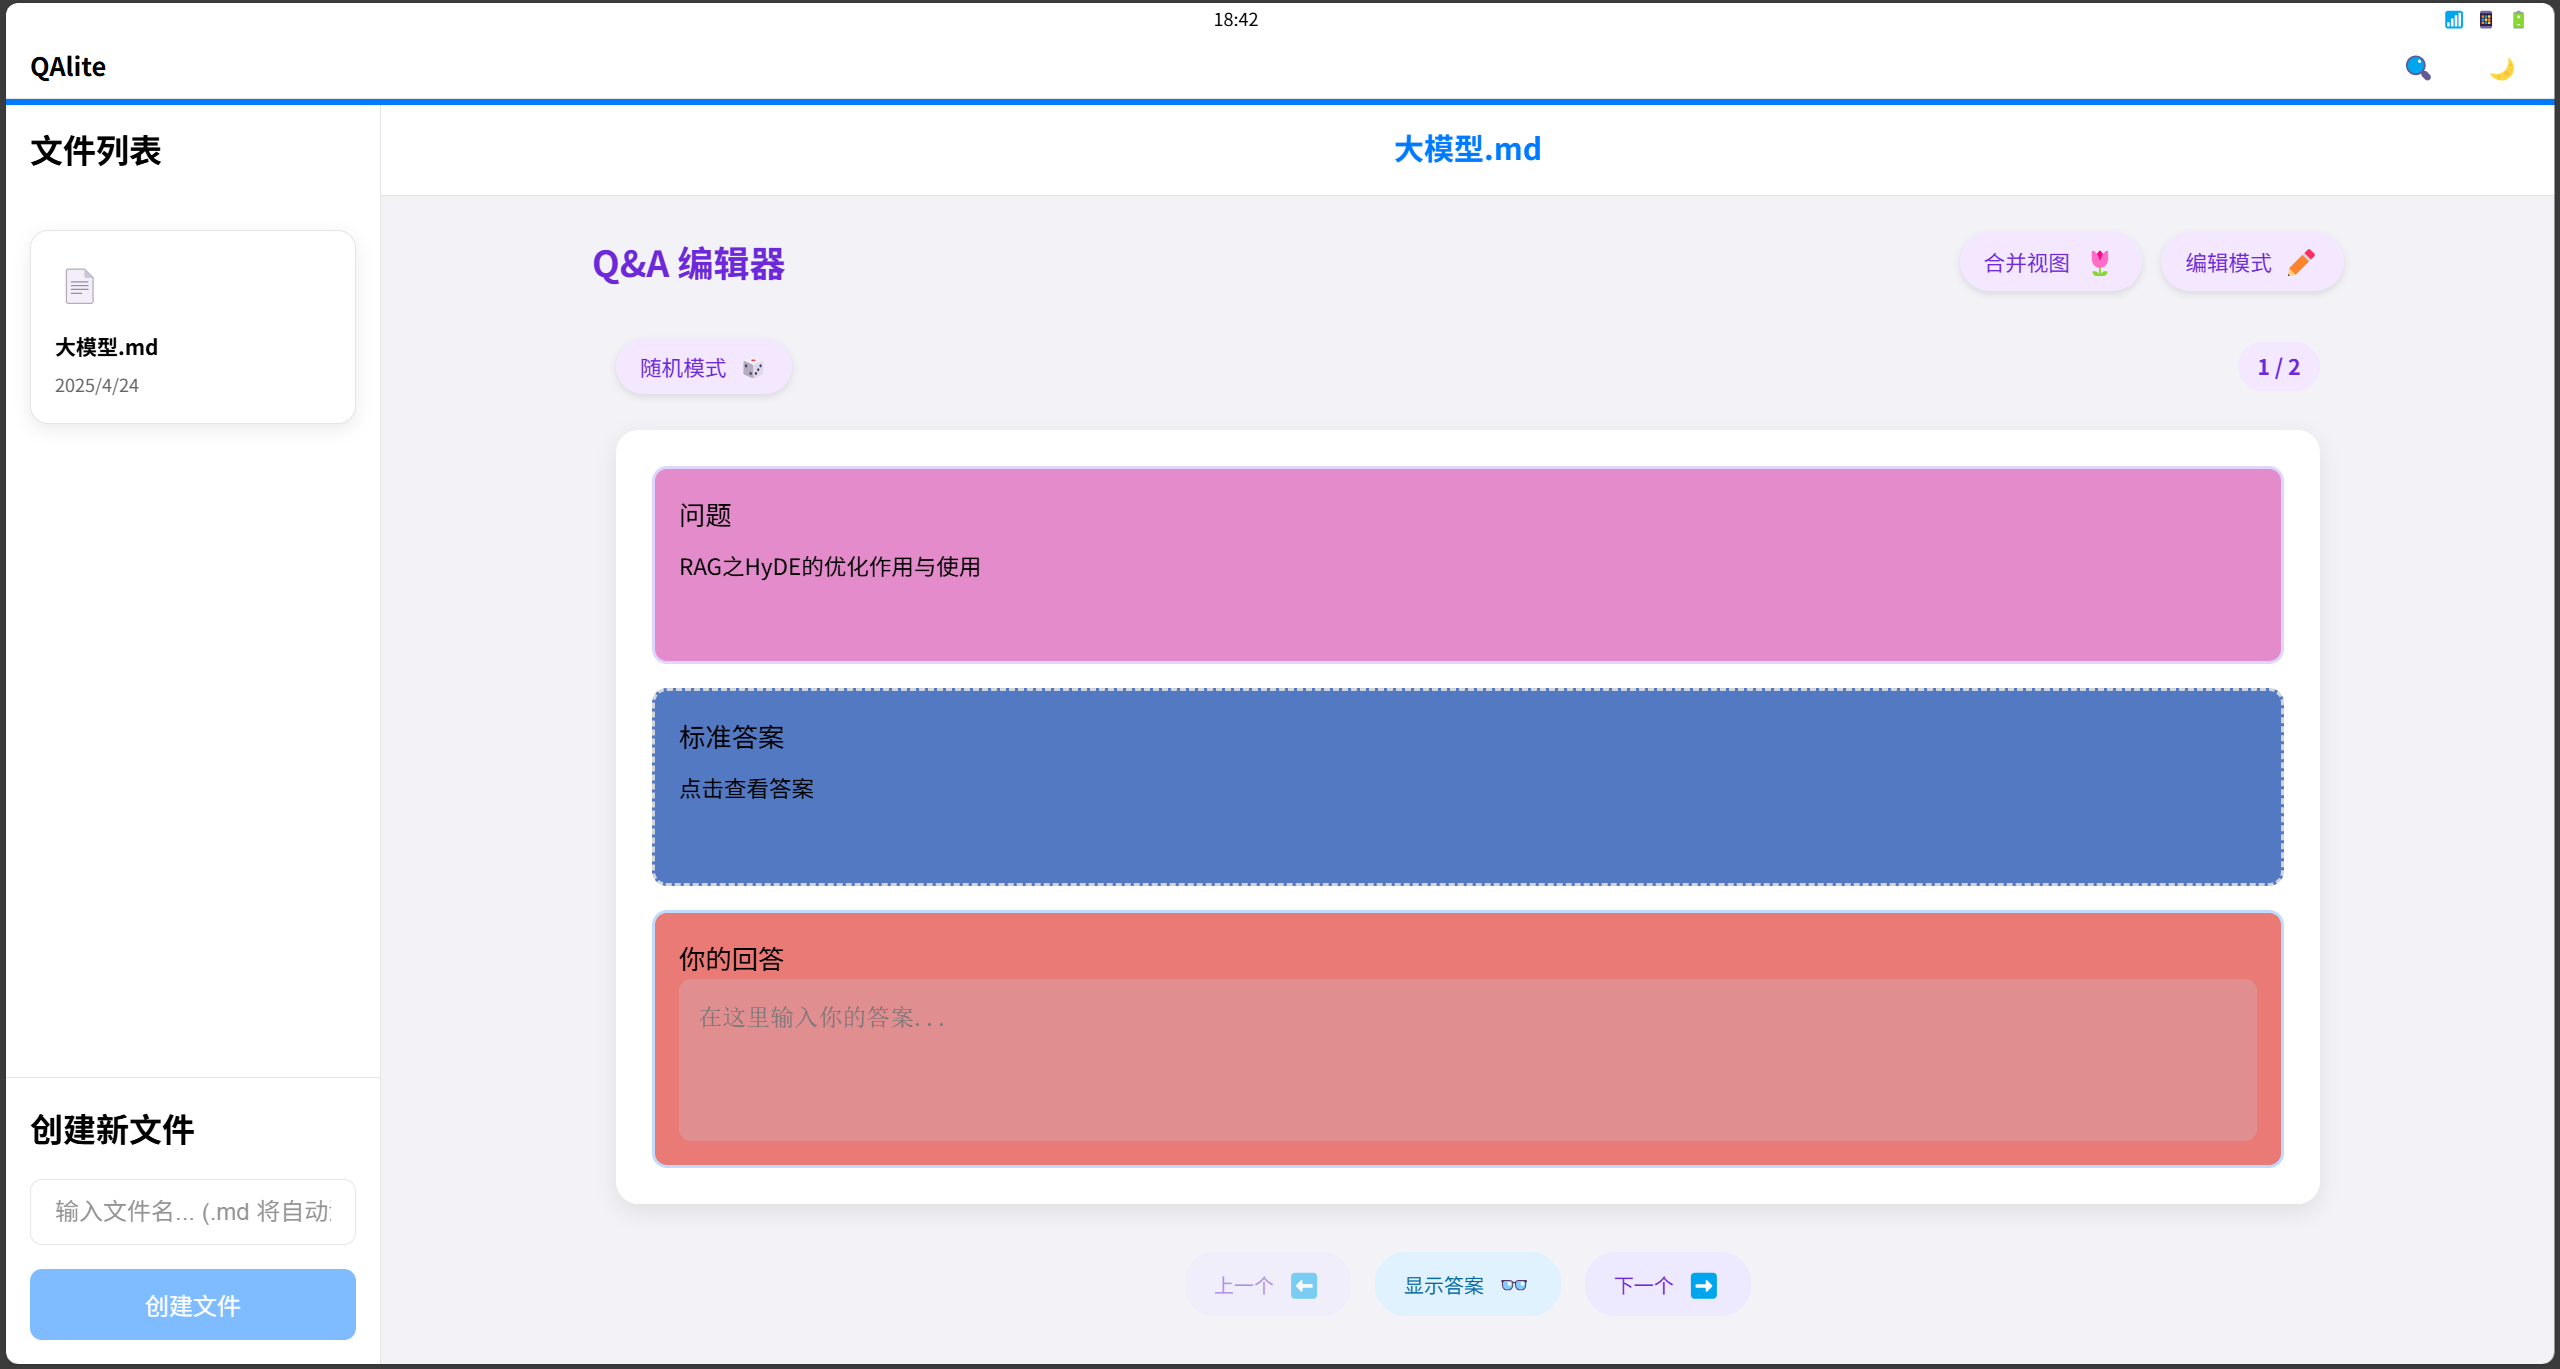 18:42
QAlite
文件列表
大模型.md
2025/4/24
创建新文件
输入文件名... (.md 将自动
创建文件
大模型.md
Q&A 编辑器
合并视图
编辑模式
随机模式
1 / 2
问题
RAG之HyDE的优化作用与使用
标准答案
点击查看答案
你的回答
在这里输入你的答案...
上一个
显示答案
下一个